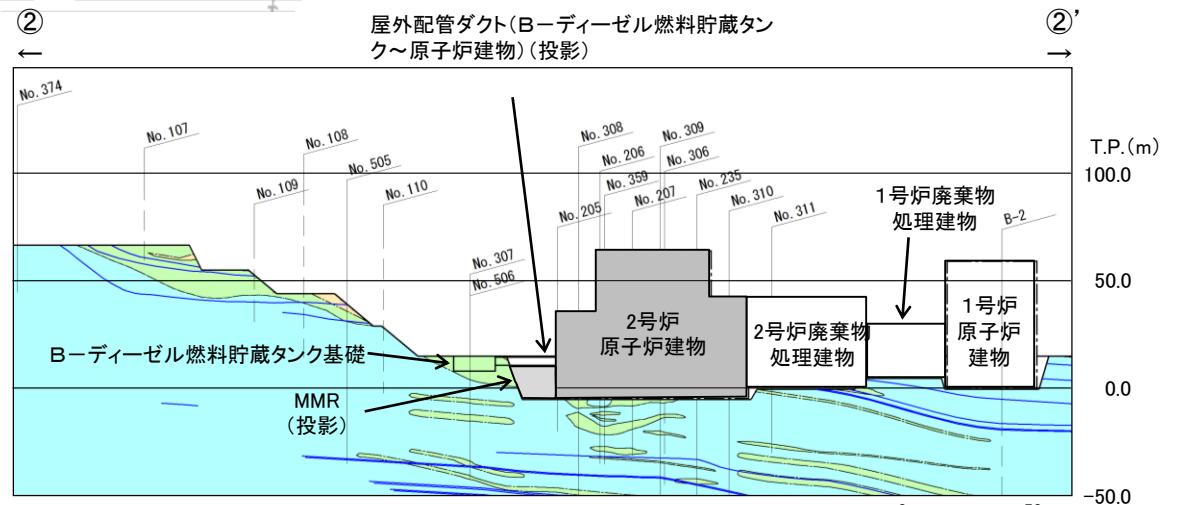 ②
②’
←
→
屋外配管ダクト(B-ディーゼル燃料貯蔵タン
ク～原子炉建物)(投影)
No. 374
No. 107
No. 108
No. 109
No. 505
No. 110
No. 307
No. 506
No. 308
No. 206
No. 359
No. 205
No. 207
No. 309
No. 306
No. 235
No. 310
No. 311
B-2
T.P.(m)
100.0
50.0
0.0
-50.0
1号炉廃棄物
処理建物
2号炉
原子炉建物
2号炉廃棄物
処理建物
1号炉
原子炉
建物
B-ディーゼル燃料貯蔵タンク基礎
MMR
(投影)